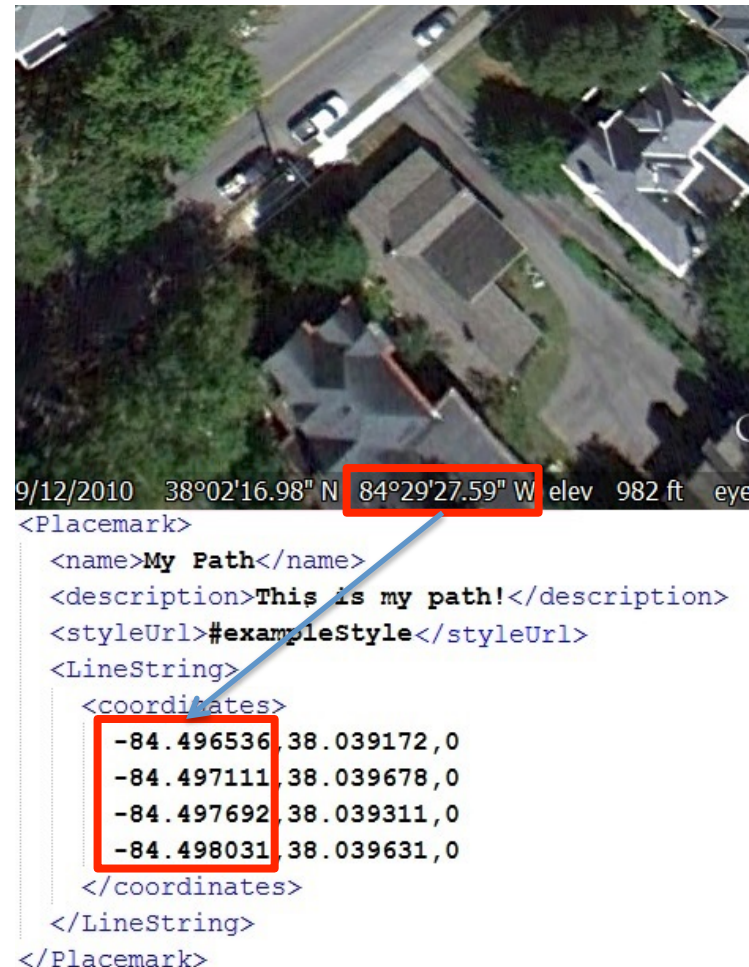 9/12/2010 38°02'16.98" N 84°29'27.59" W elev 982 ft eye
<Placemark>
<name>My Path</name>
<description>This is my path!</description>
<styleUrl>#exampleStyle</styleUrl>
<LineString>
<coordinates>
-84.496536,38.039172,0
-84.497111,38.039678,0
-84.497692,38.039311,0
-84.498031,38.039631,0
</coordinates>
</LineString>
</Placemark>